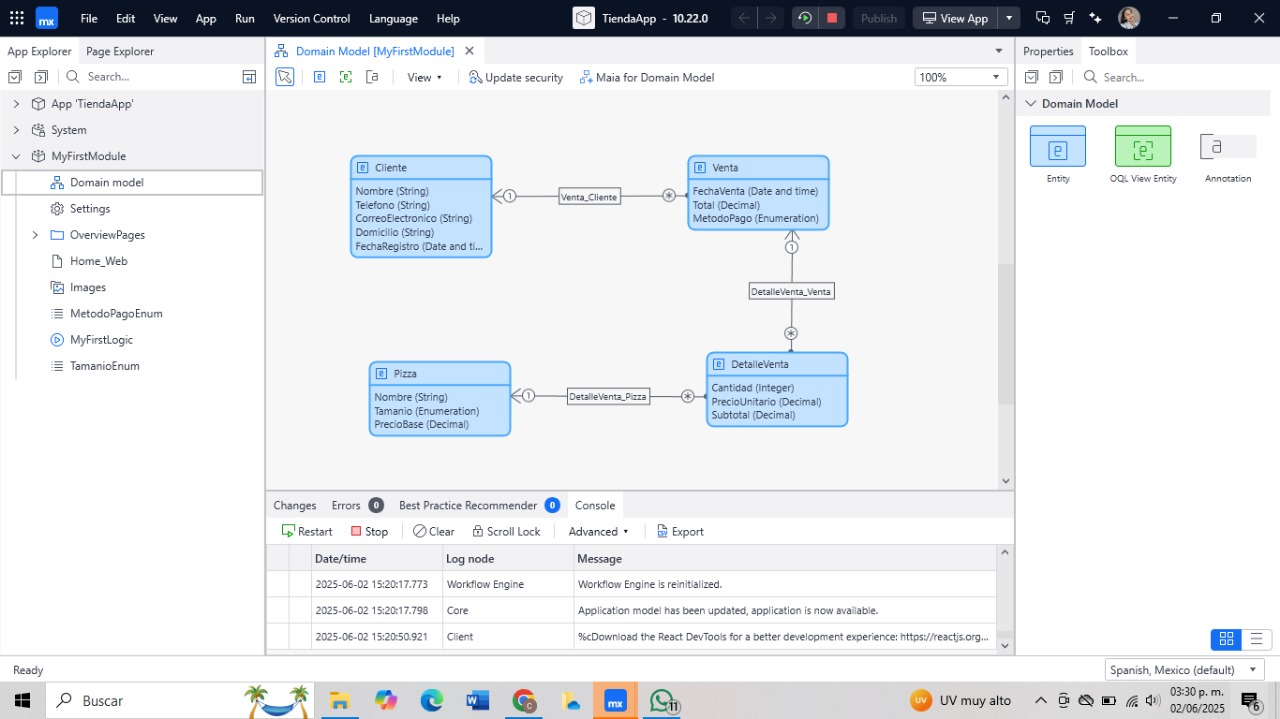 mx File Edit View App Run Version Control Language Help TiendaApp - 10.22.0 Publish View App
App Explorer Page Explorer
Domain Model [MyFirstModule]
Properties Toolbox
Search...
View Update security Maia for Domain Model 100%
Search...
App 'TiendaApp'
System
MyFirstModule
Domain model
Settings
OverviewPages
Home_Web
Images
MetodoPagoEnum
MyFirstLogic
TamanioEnum
Cliente
Nombre (String)
Telefono (String)
CorreoElectronico (String)
Domicilio (String)
FechaRegistro (Date and ti...
1 Venta_Cliente *
Venta
FechaVenta (Date and time)
Total (Decimal)
MetodoPago (Enumeration)
1
DetalleVenta_Venta
*
Pizza
Nombre (String)
Tamanio (Enumeration)
PrecioBase (Decimal)
1 DetalleVenta_Pizza *
DetalleVenta
Cantidad (Integer)
PrecioUnitario (Decimal)
Subtotal (Decimal)
Domain Model
Entity
OQL View Entity
Annotation
Changes Errors 0 Best Practice Recommender 0 Console
Restart Stop Clear Scroll Lock Advanced Export
Date/time Log node Message
2025-06-02 15:20:17.773 Workflow Engine Workflow Engine is reinitialized.
2025-06-02 15:20:17.798 Core Application model has been updated, application is now available.
2025-06-02 15:20:50.921 Client %cDownload the React DevTools for a better development experience: https://reactjs.org...
Ready
Spanish, Mexico (default)
Buscar
mx
11
UV UV muy alto
03:30 p. m.
02/06/2025
6